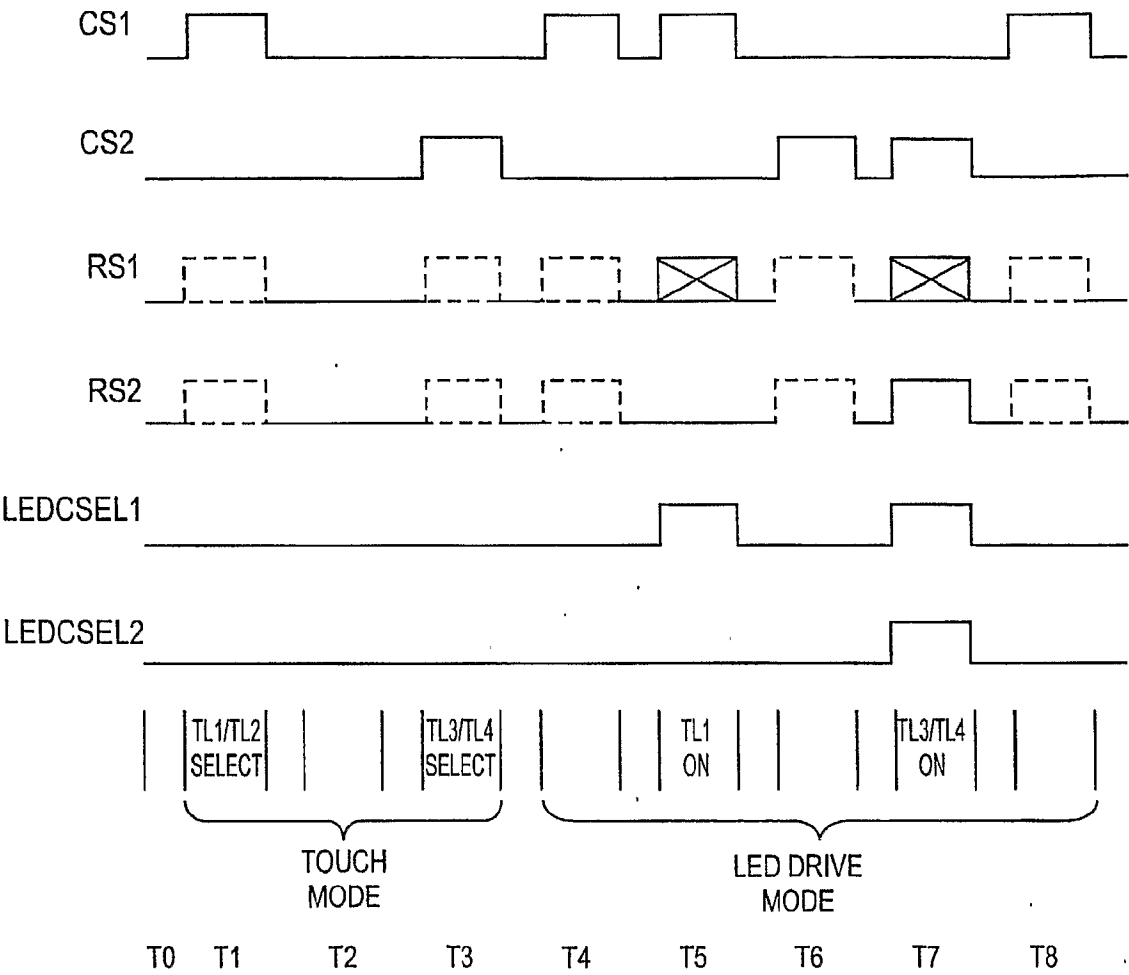 CS1
CS2
RS1
RS2
LEDCSEL1
LEDCSEL2
TL1/TL2
SELECT
TL3/TL4
SELECT
TL1
ON
TL3/TL4
ON
TOUCH
MODE
LED DRIVE
MODE
T0 T1 T2 T3 T4 T5 T6 T7 T8